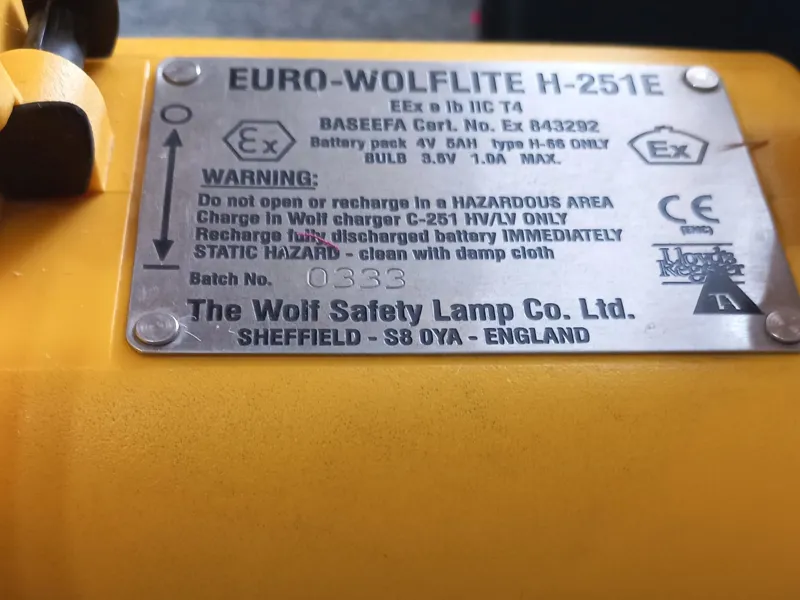 EURO-WOLFLITE H-251E
EEx e ib IIC T4
BASEEFA Cert. No. Ex 843292
Battery pack 4V 5AH type H-66 ONLY
BULB 3.6V 1.0A MAX.
Ex
Ex
WARNING:
Do not open or recharge in a HAZARDOUS AREA
Charge in Wolf charger C-251 HV/LV ONLY
Recharge fully discharged battery IMMEDIATELY
STATIC HAZARD - clean with damp cloth
CE
(EMC)
Lloyd's
Register
TA
Batch No. 0333
The Wolf Safety Lamp Co. Ltd.
SHEFFIELD - S8 0YA - ENGLAND